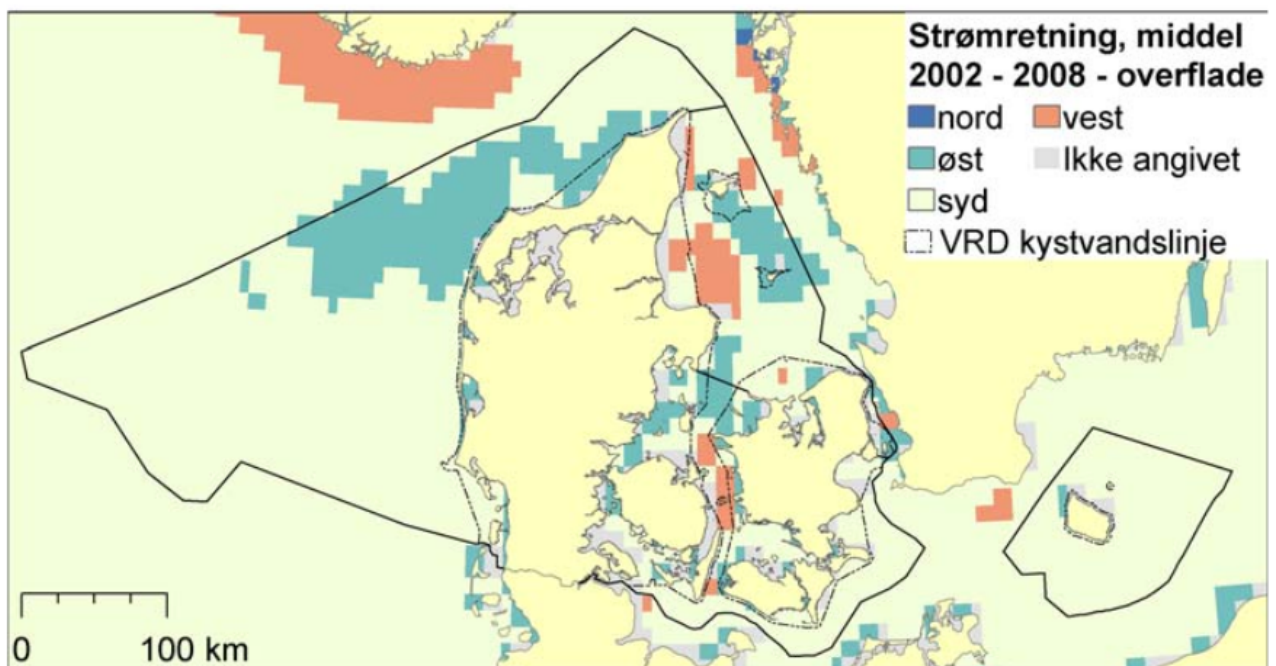 Strømretning, middel
2002 - 2008 - overflade
nord vest
øst Ikke angivet
syd
VRD kystvandslinje
0 100 km